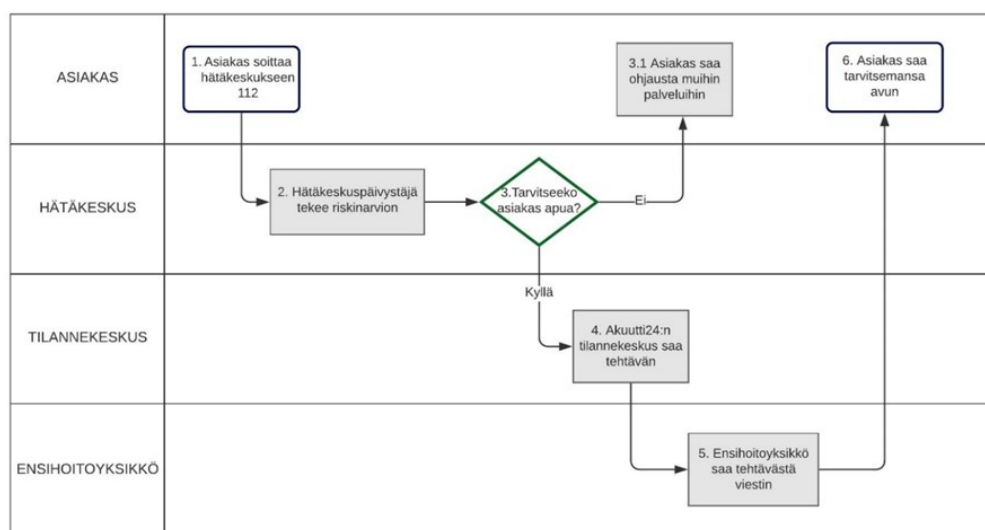 ASIAKAS
1. Asiakas soittaa
hätäkeskukseen
112
3.1 Asiakas saa
ohjausta muihin
palveluihin
6. Asiakas saa
tarvitsemansa
avun
HÄTÄKESKUS
2. Hätäkeskuspäivystäjä
tekee riskinarvion
3.Tarvitseeko
asiakas apua?
Ei
Kyllä
TILANNEKESKUS
4. Akuutti24:n
tilannekeskus saa
tehtävän
ENSIHOITOYKSIKKÖ
5. Ensihoitoyksikkö
saa tehtävästä
viestin